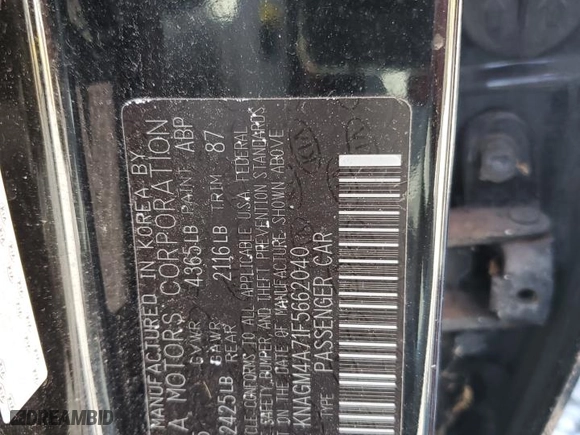 MANUFACTURED IN KOREA BY
A MOTORS CORPORATION
GVWR 4365LB PAINT ABP
GAWR
2425LB REAR 2116LB TRIM 87
CONFORMS TO ALL APPLICABLE U.S.A. FEDERAL
SAFETY, BUMPER AND THEFT PREVENTION STANDARDS
THE DATE OF MANUFACTURE SHOWN ABOVE
KNAGM4A71F5662040
TYPE: PASSENGER CAR
KIA
DREAMBID